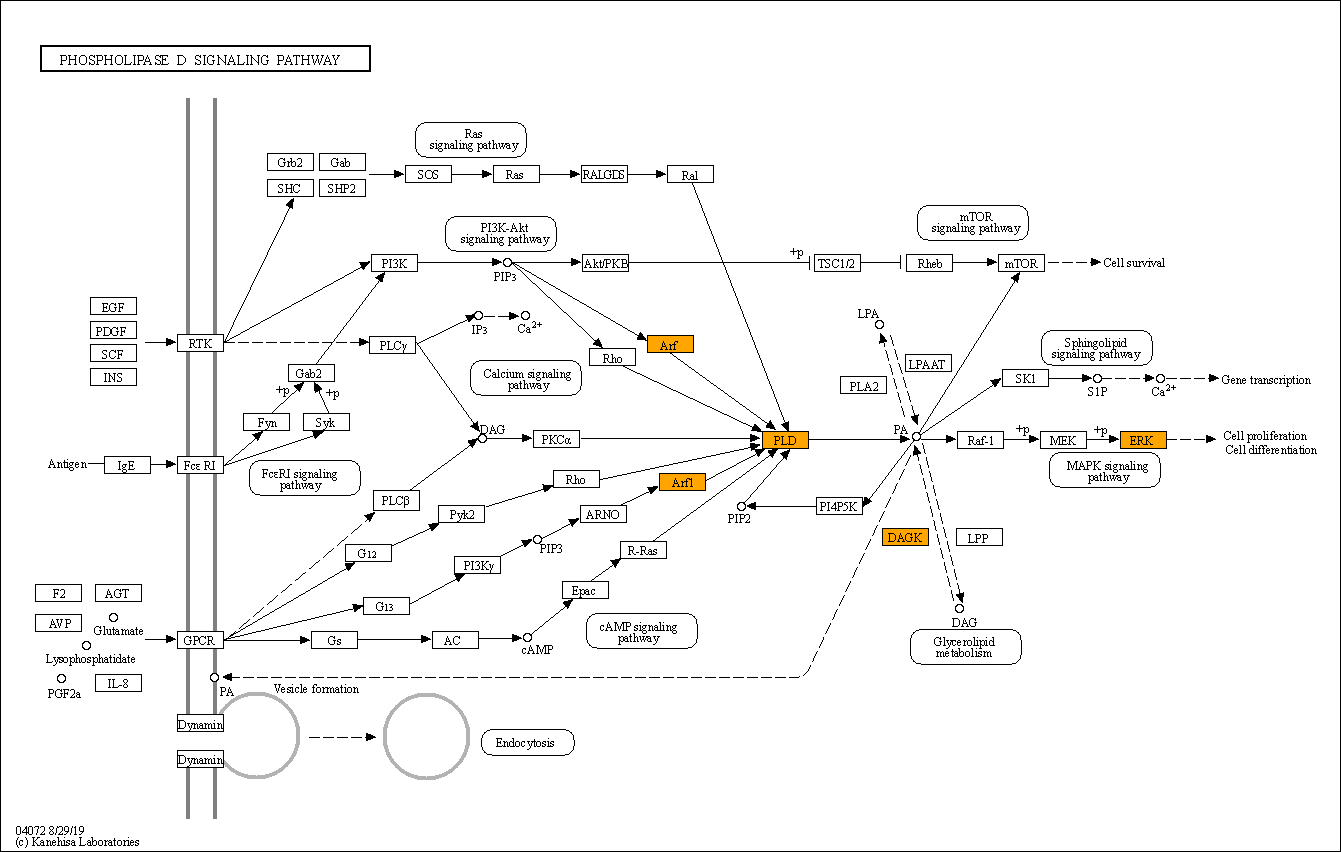 PHOSPHOLIPASE D SIGNALING PATHWAY
Ras
signaling pathway
Grb2
Gab
SHC
SHP2
SOS
Ras
RALGDS
Ral
PI3K-Akt
signaling pathway
mTOR
signaling pathway
PI3K
PIP3
Akt/PKB
+p
TSC1/2
Rheb
mTOR
Cell survival
EGF
PDGF
SCF
INS
RTK
PLCγ
IP3
Ca2+
Rho
Arf
LPA
LPAAT
PLA2
Sphingolipid
signaling pathway
Gab2
+p
+p
Calcium signaling
pathway
SK1
S1P
Ca2+
Gene transcription
Fyn
Syk
DAG
PKCα
PLD
PA
Raf-1
+p
MEK
+p
ERK
Cell proliferation
Cell differentiation
Antigen
IgE
Fcε RI
FcεRI signaling
pathway
MAPK signaling
pathway
PLCβ
Rho
Arf1
Pyk2
ARNO
PIP2
PI4P5K
G12
PIP3
R-Ras
DAGK
LPP
PI3Kγ
Epac
F2
AGT
AVP
Glutamate
Lysophosphatidate
PGF2a
IL-8
GPCR
G13
Gs
AC
cAMP
cAMP signaling
pathway
DAG
Glycerolipid
metabolism
PA
Vesicle formation
Dynamin
Dynamin
Endocytosis
04072 8/29/19
(c) Kanehisa Laboratories